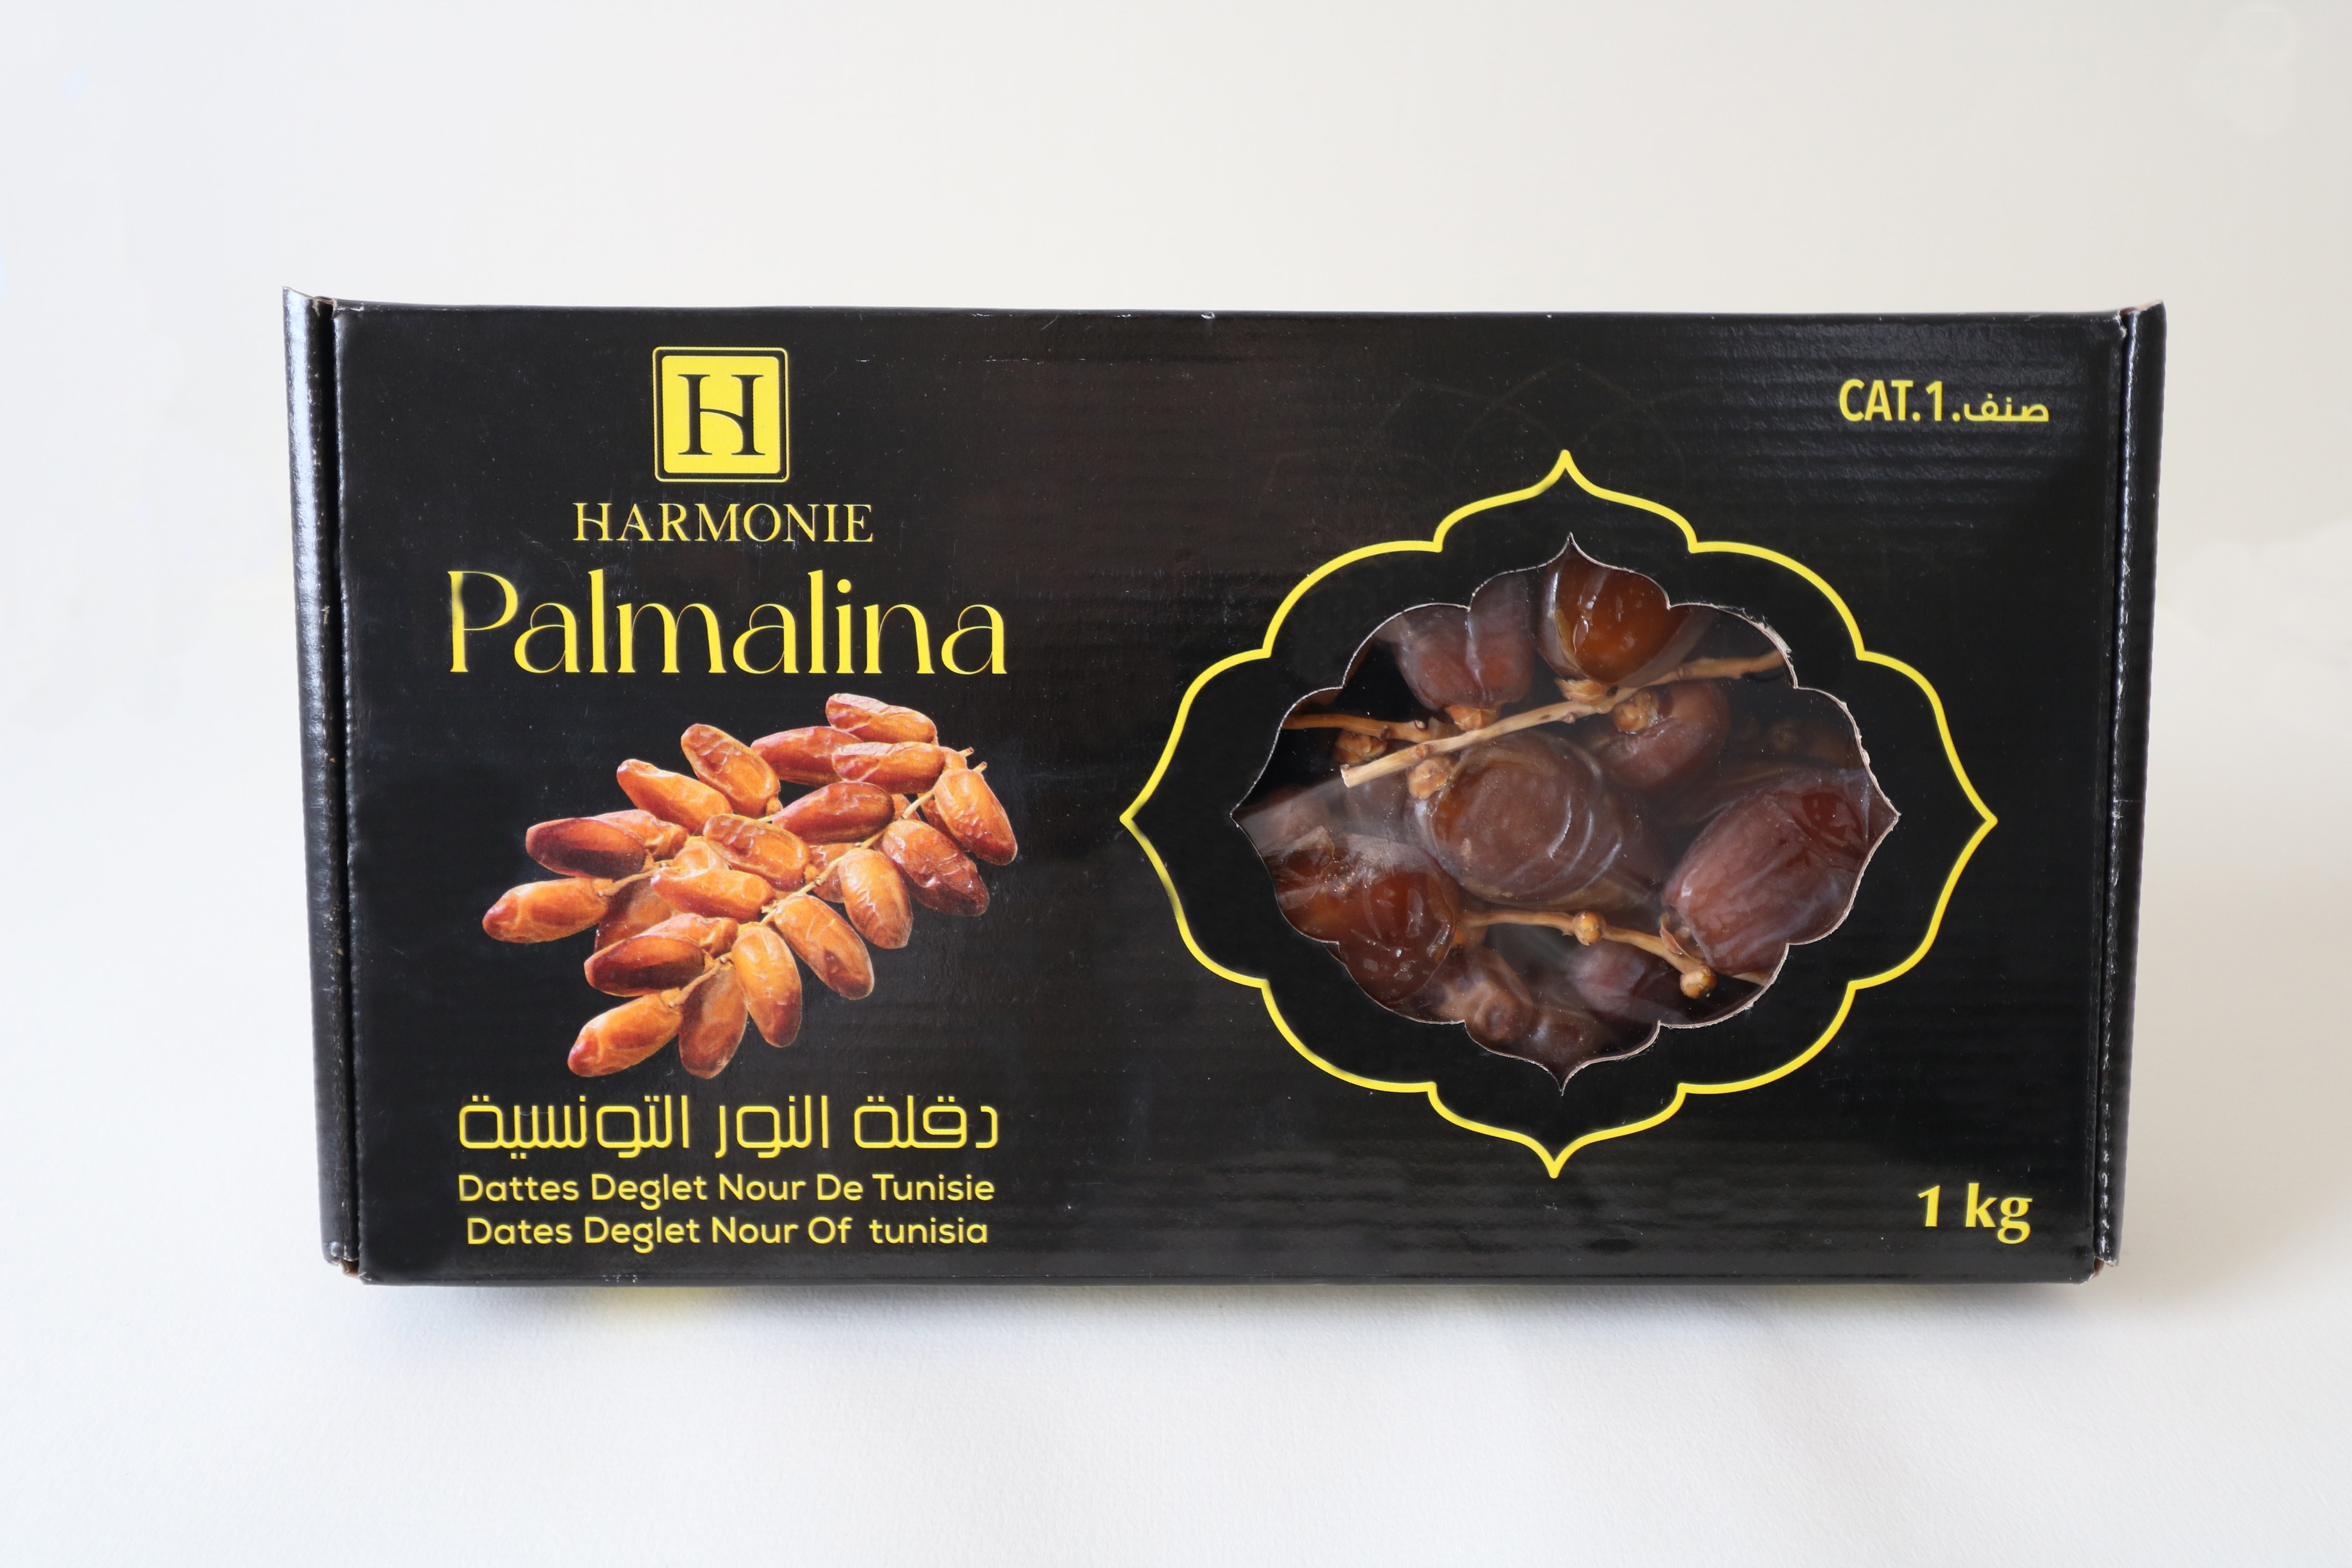 H
HARMONIE
Palmalina
دقلة النور التونسية
Dattes Deglet Nour De Tunisie
Dates Deglet Nour Of tunisia
CAT.1.صنف
1 kg